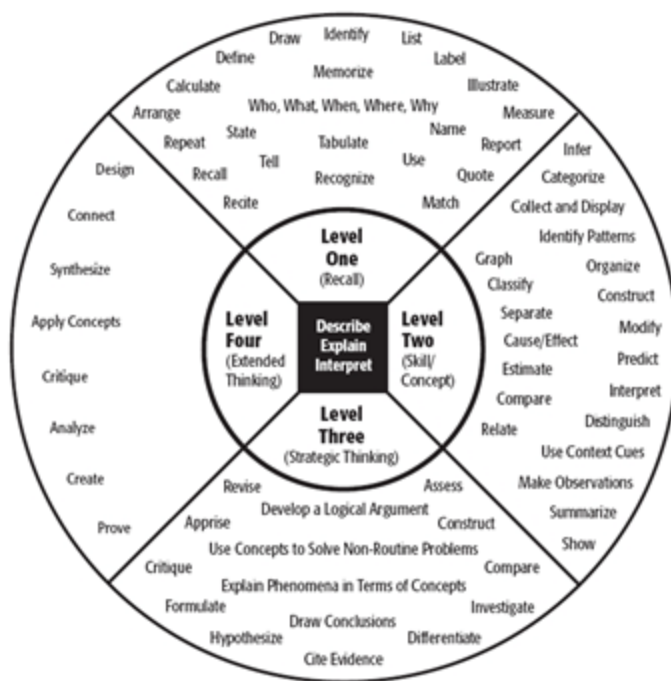 Draw
Identify
List
Define
Label
Memorize
Calculate
Illustrate
Arrange
Who, What, When, Where, Why
Measure
Repeat
State
Tabulate
Name
Report
Recall
Tell
Recognize
Use
Quote
Recite
Match
Infer
Categorize
Collect and Display
Identify Patterns
Graph
Organize
Classify
Construct
Separate
Modify
Cause/Effect
Predict
Estimate
Interpret
Compare
Distinguish
Relate
Use Context Cues
Make Observations
Summarize
Show
Design
Connect
Synthesize
Apply Concepts
Critique
Analyze
Create
Prove
Level
One
(Recall)
Level
Four
(Extended
Thinking)
Describe
Explain
Interpret
Level
Two
(Skill/
Concept)
Level
Three
(Strategic Thinking)
Revise
Assess
Develop a Logical Argument
Apprise
Construct
Use Concepts to Solve Non-Routine Problems
Critique
Compare
Explain Phenomena in Terms of Concepts
Formulate
Investigate
Draw Conclusions
Hypothesize
Differentiate
Cite Evidence